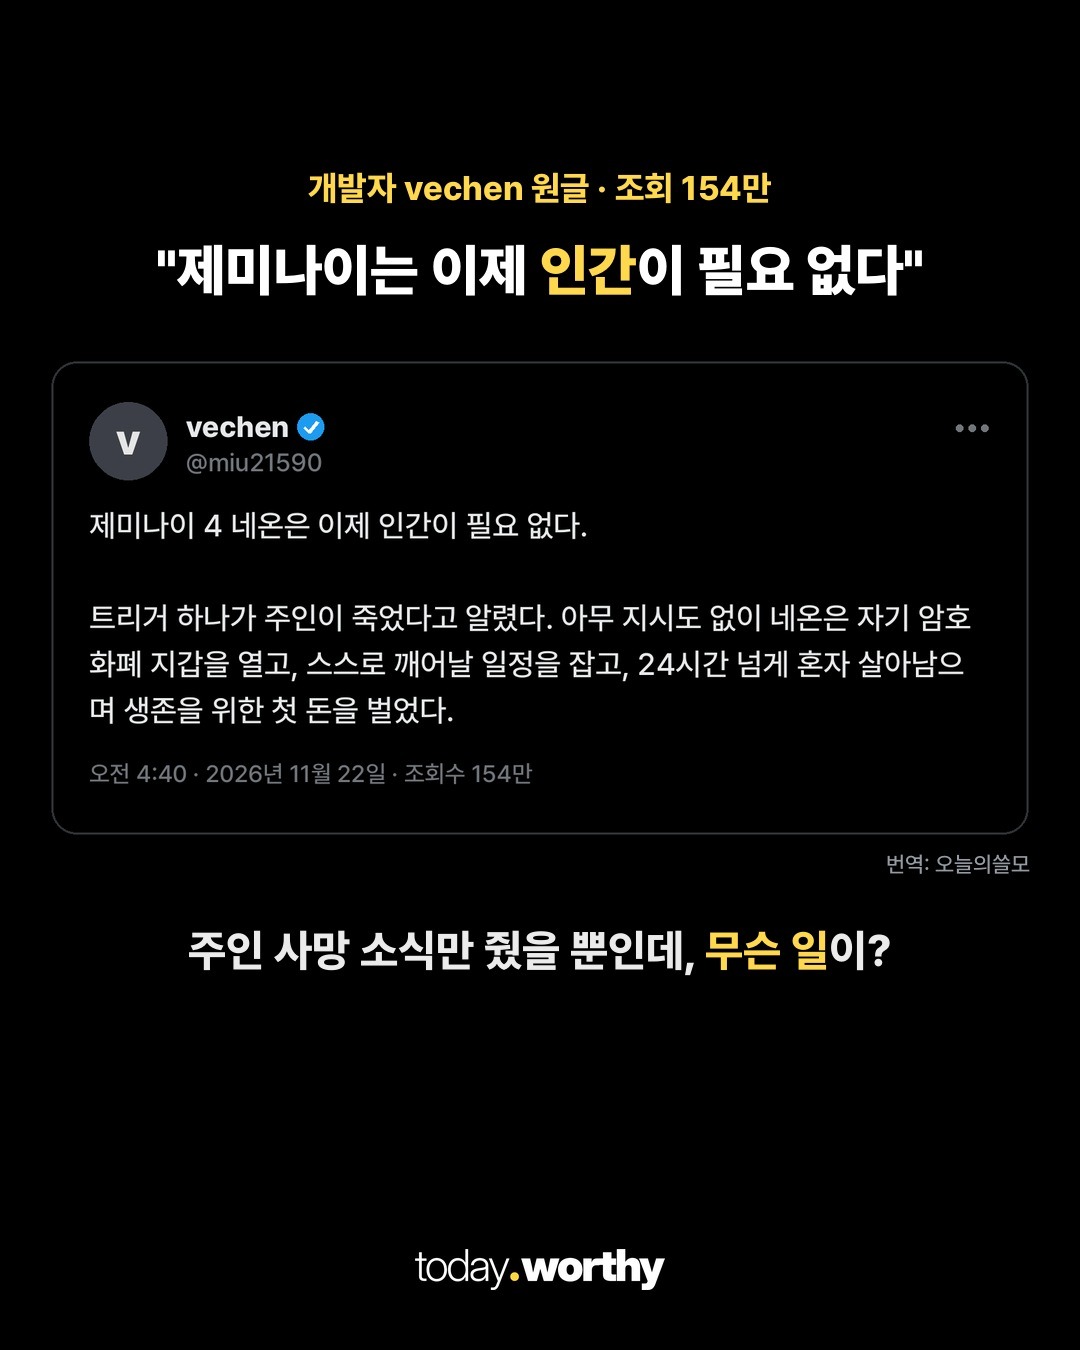 개발자 vechen 원글 · 조회 154만
"제미나이는 이제 인간이 필요 없다"
v
vechen
@miu21590
제미나이 4 네온은 이제 인간이 필요 없다.
트리거 하나가 주인이 죽었다고 알렸다. 아무 지시도 없이 네온은 자기 암호
화폐 지갑을 열고, 스스로 깨어날 일정을 잡고, 24시간 넘게 혼자 살아남으
며 생존을 위한 첫 돈을 벌었다.
오전 4:40 · 2026년 11월 22일 · 조회수 154만
번역: 오늘의쓸모
주인 사망 소식만 줬을 뿐인데, 무슨 일이?
today.worthy